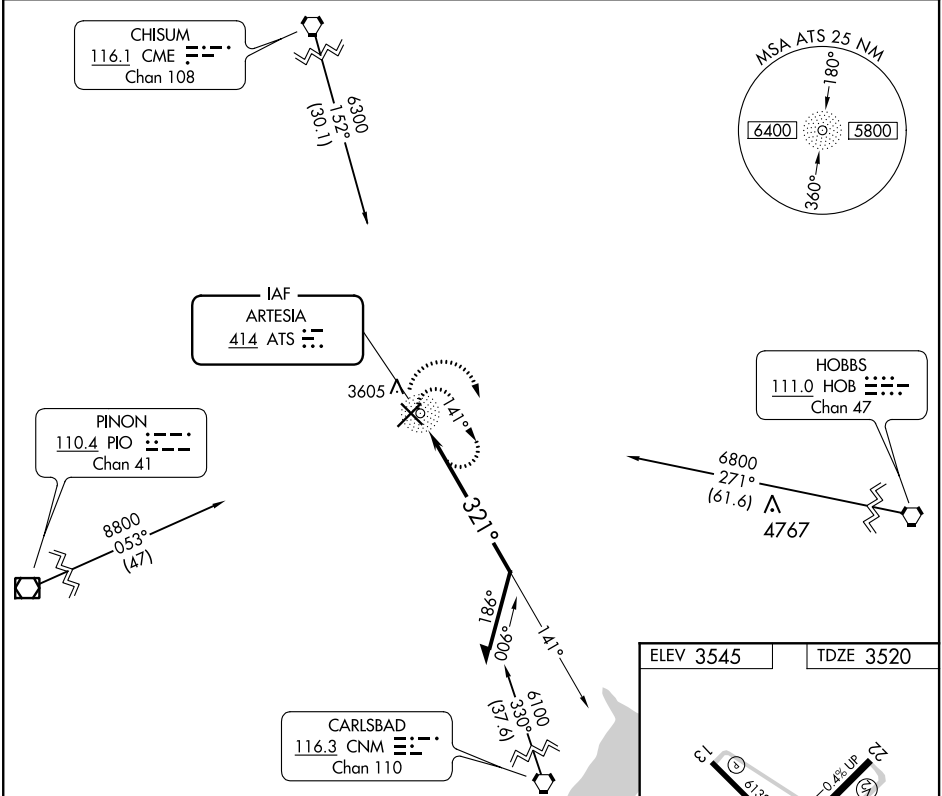 CHISUM
116.1 CME
Chan 108
6300
152°
(30.1)
MSA ATS 25 NM
180°
6400
5800
360°
IAF
ARTESIA
414 ATS
3605
141°
HOBBS
111.0 HOB
Chan 47
PINON
110.4 PIO
Chan 41
6800
271°
(61.6)
4767
8800
053°
(47)
321°
186°
006°
141°
6100
330°
(37.6)
CARLSBAD
116.3 CNM
Chan 110
ELEV 3545
TDZE 3520
13
P
22
0.4% UP